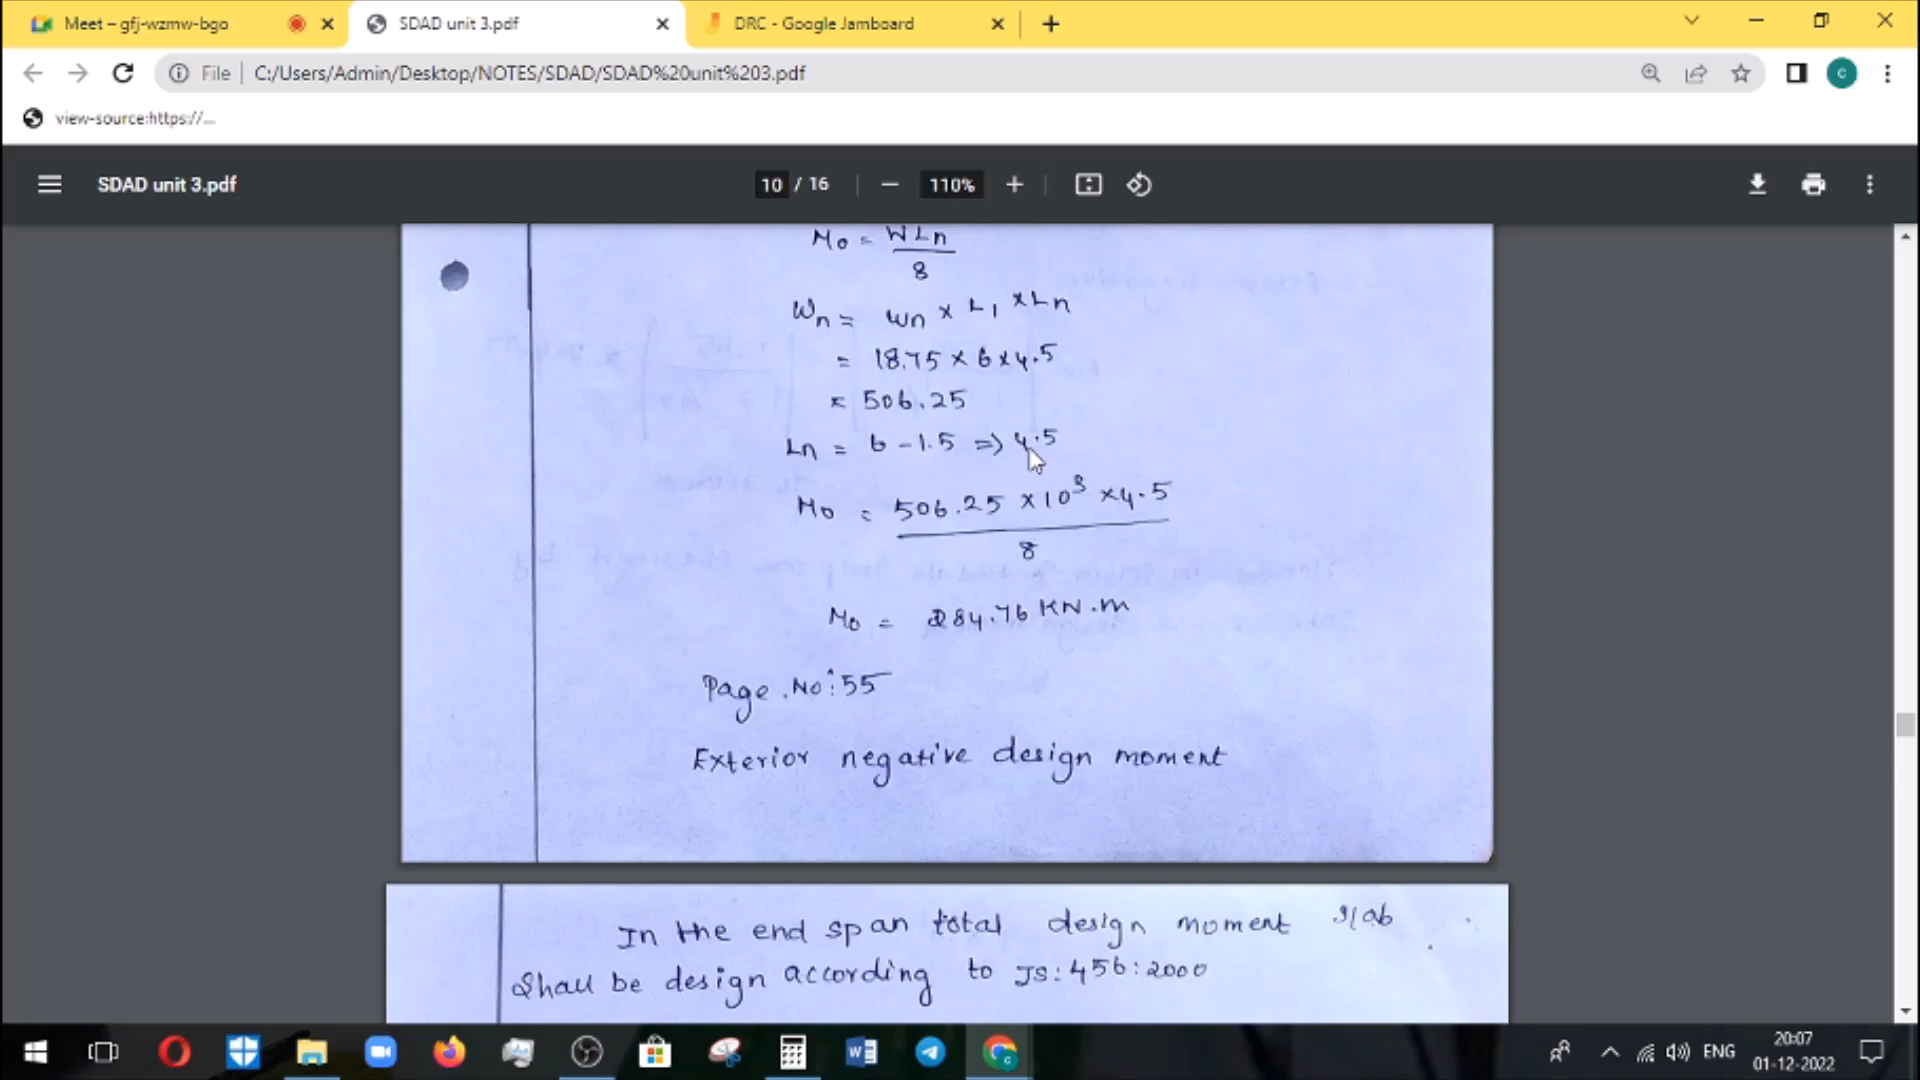 Meet – gfj-wzmw-bgo
SDAD unit 3.pdf
DRC - Google Jamboard
File
C:/Users/Admin/Desktop/NOTES/SDAD/SDAD%20unit%203.pdf
C
view-source:https://...
SDAD unit 3.pdf
10 / 16
110%
Mo = WLn
8
Wn = wn × L1 × Ln
= 18.75 × 6 × 4.5
= 506.25
Ln = 6 - 1.5 => 4.5
Mo = 506.25 × 10³ × 4.5
8
Mo = 284.76 KN.m
Page.No:55
Exterior negative design moment
In the end span total design moment slab
Shall be design according to IS:456:2000
ENG
20:07
01-12-2022